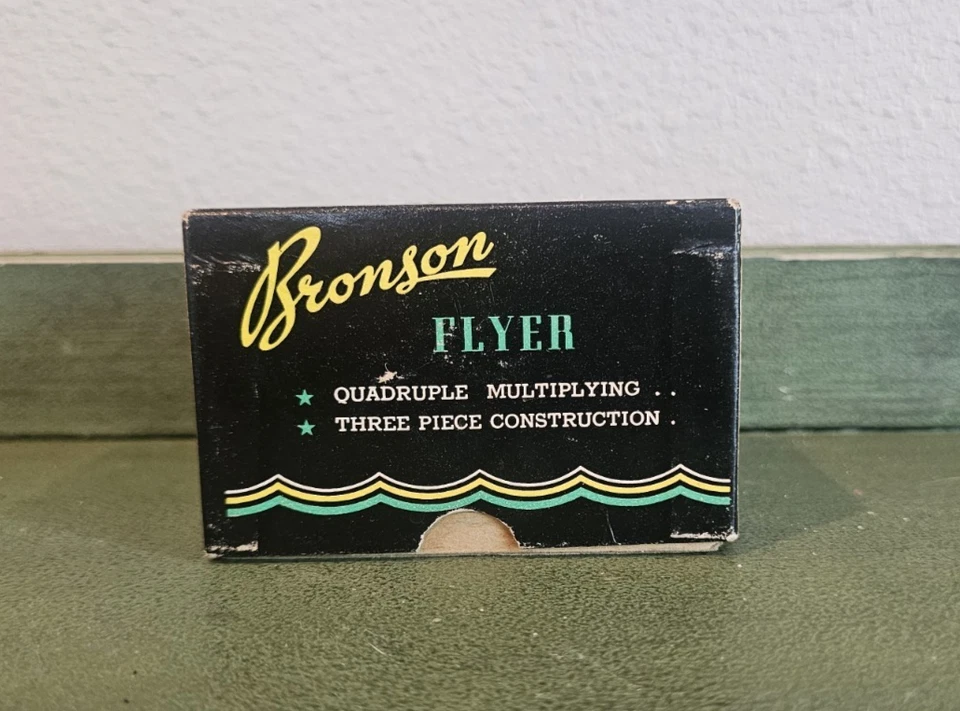 Bronson
FLYER
★ QUADRUPLE MULTIPLYING . .
★ THREE PIECE CONSTRUCTION .